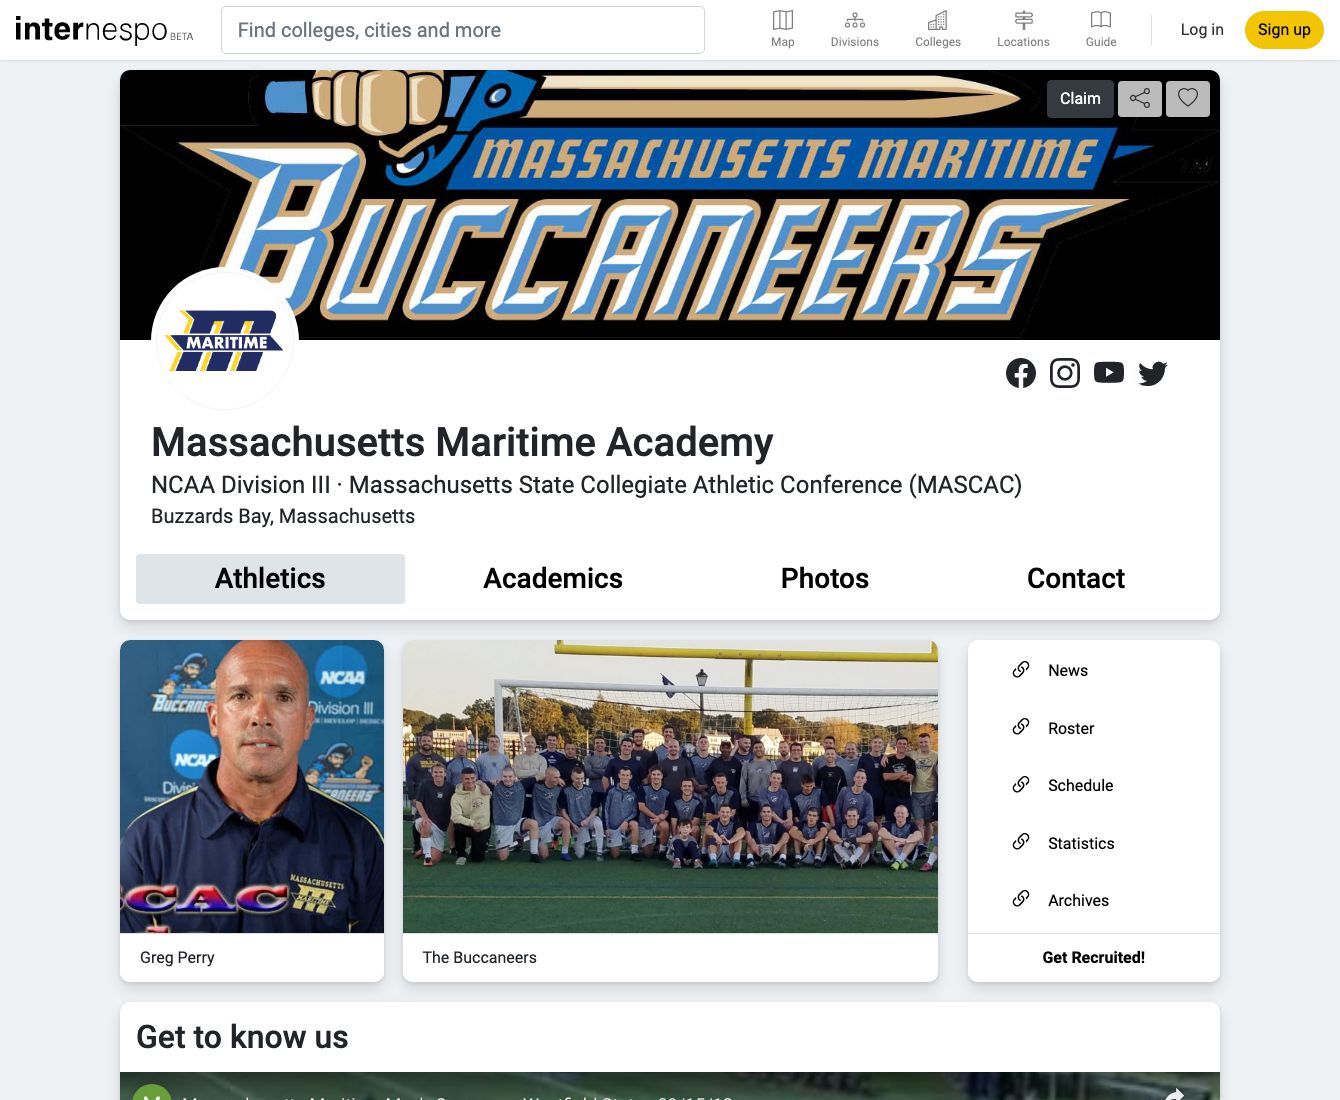 internespo BETA
Find colleges, cities and more
Map
Divisions
Colleges
Locations
Guide
Log in
Sign up
Claim
MASSACHUSETTS MARITIME
TM
BUCCANEERS
MARITIME
Massachusetts Maritime Academy
NCAA Division III · Massachusetts State Collegiate Athletic Conference (MASCAC)
Buzzards Bay, Massachusetts
Athletics
Academics
Photos
Contact
NCAA
Division III
MASSACHUSETTS
MARITIME
Greg Perry
The Buccaneers
News
Roster
Schedule
Statistics
Archives
Get Recruited!
Get to know us